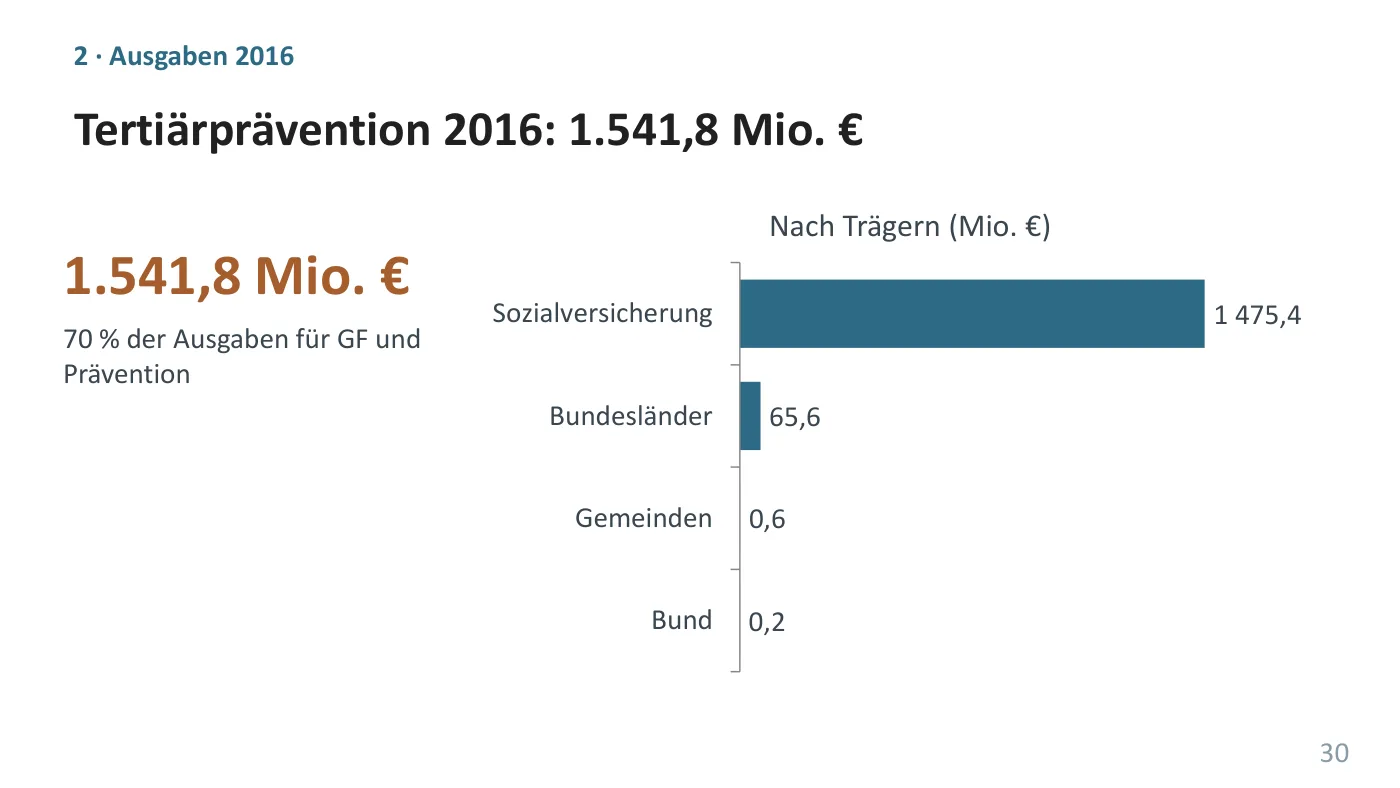 2 · Ausgaben 2016
Tertiärprävention 2016: 1.541,8 Mio. €
1.541,8 Mio. €
70 % der Ausgaben für GF und
Prävention
Nach Trägern (Mio. €)
Sozialversicherung 1 475,4
Bundesländer 65,6
Gemeinden 0,6
Bund 0,2
30